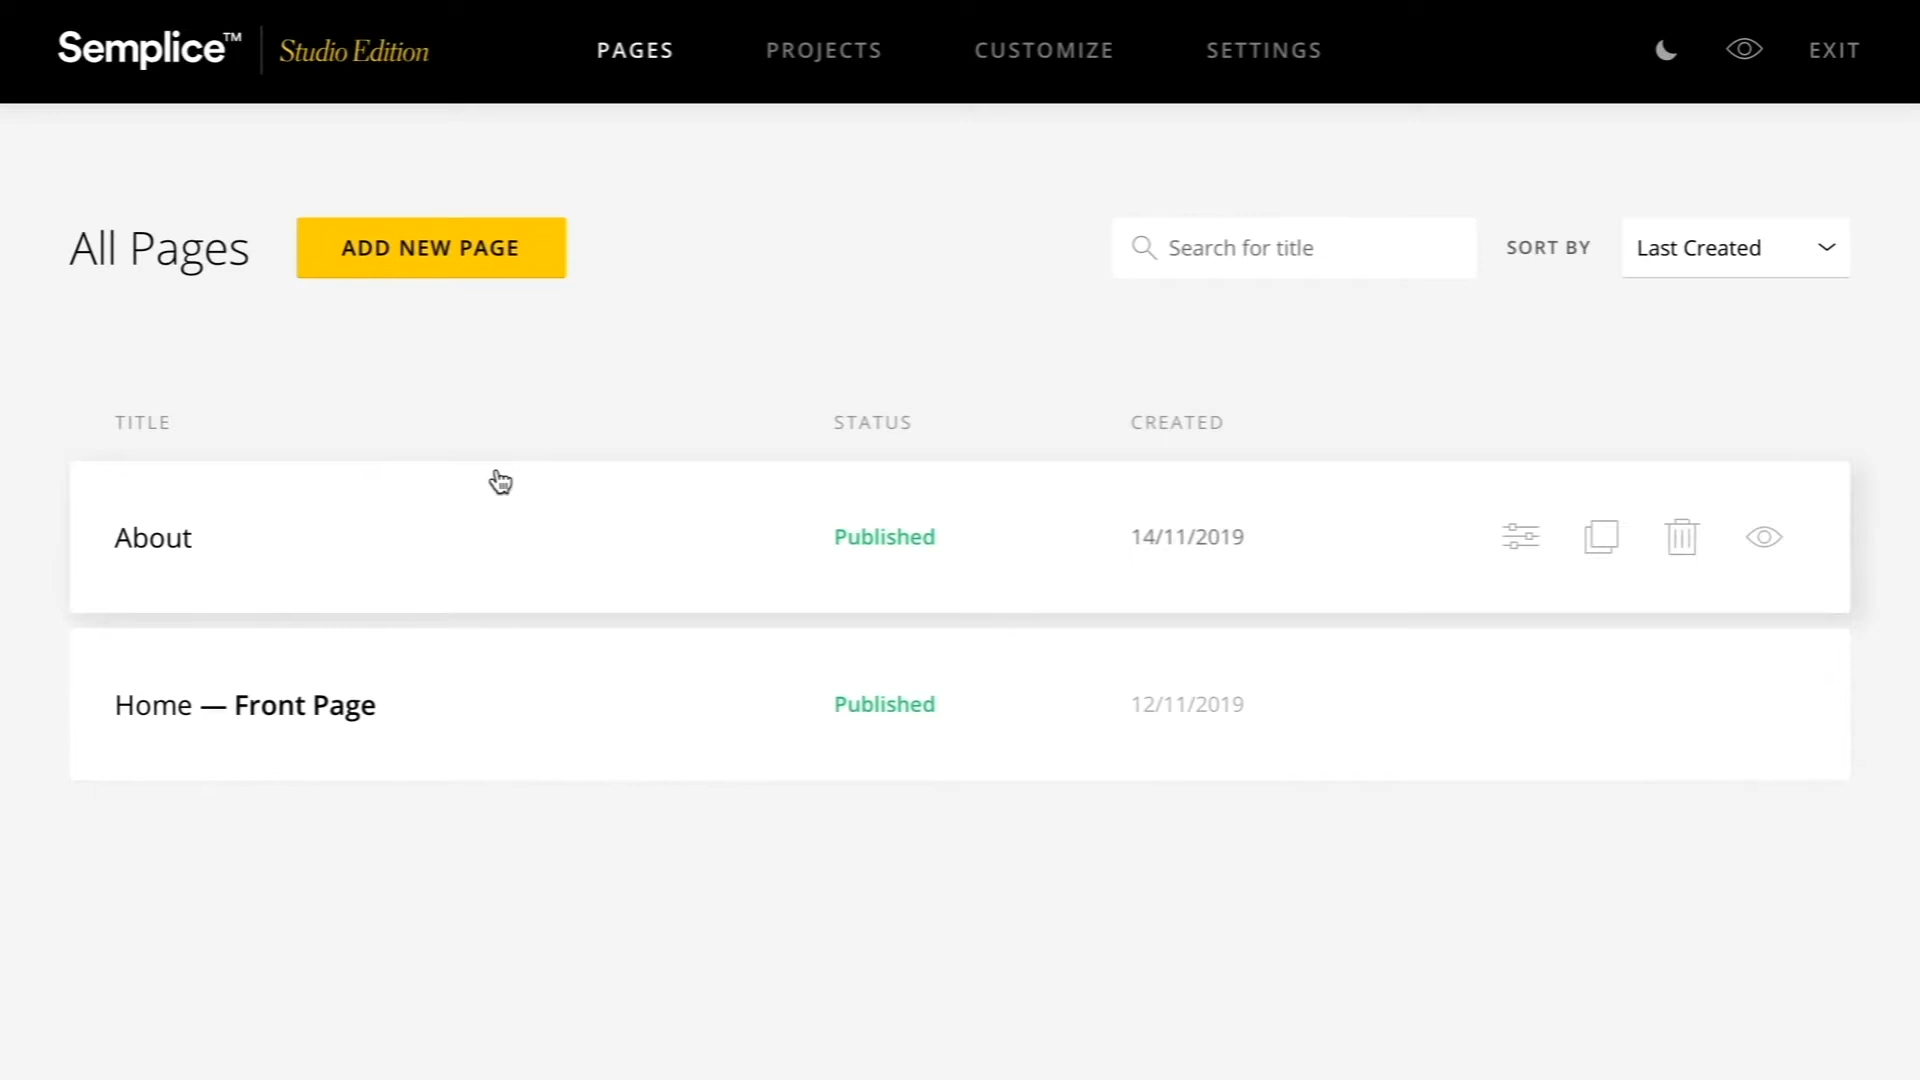 Semplice™ Studio Edition PAGES PROJECTS CUSTOMIZE SETTINGS EXIT
All Pages ADD NEW PAGE Search for title SORT BY Last Created
TITLE STATUS CREATED
About Published 14/11/2019
Home — Front Page Published 12/11/2019